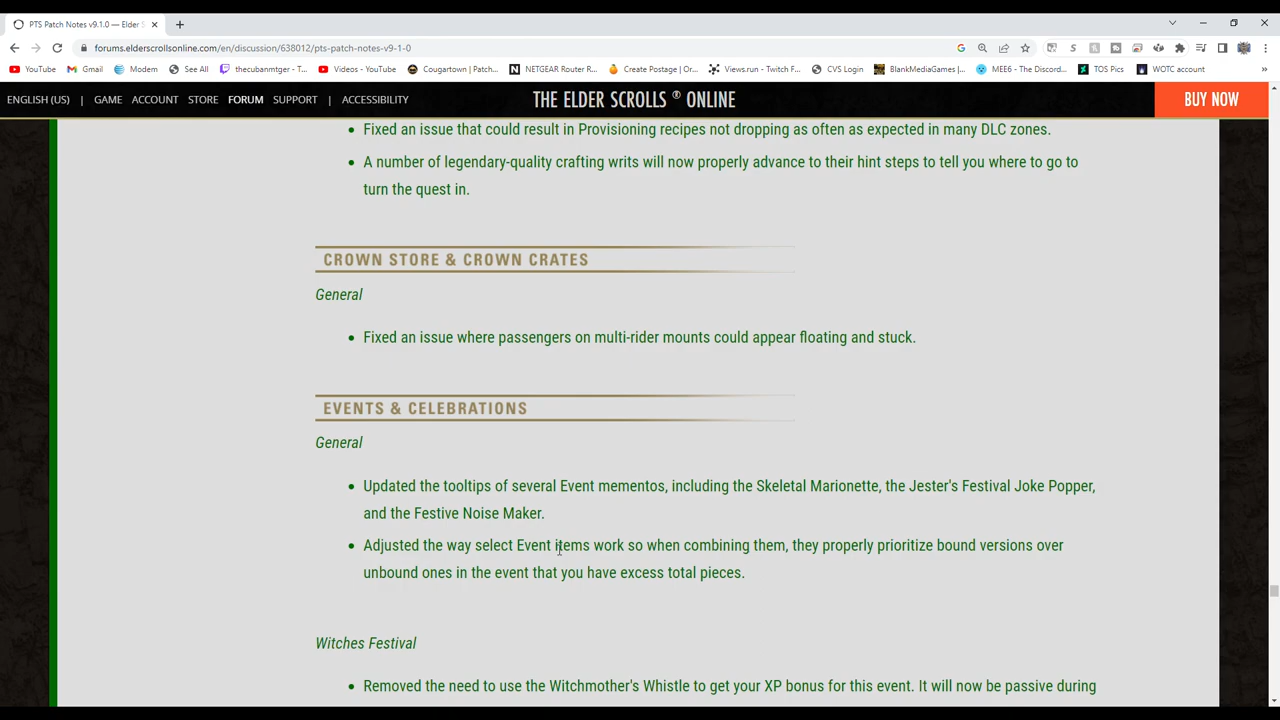 PTS Patch Notes v9.1.0 — Elder S
forums.elderscrollsonline.com/en/discussion/638012/pts-patch-notes-v9-1-0
YouTube Gmail Modem See All thecubanmtger - T... Videos - YouTube Cougartown | Patch... NETGEAR Router R... Create Postage | Or... Views.run - Twitch F... CVS Login BlankMediaGames |... MEE6 - The Discord... TOS Pics WOTC account
ENGLISH (US) | GAME ACCOUNT STORE FORUM SUPPORT | ACCESSIBILITY THE ELDER SCROLLS ® ONLINE BUY NOW
• Fixed an issue that could result in Provisioning recipes not dropping as often as expected in many DLC zones.
• A number of legendary-quality crafting writs will now properly advance to their hint steps to tell you where to go to
turn the quest in.
CROWN STORE & CROWN CRATES
General
• Fixed an issue where passengers on multi-rider mounts could appear floating and stuck.
EVENTS & CELEBRATIONS
General
• Updated the tooltips of several Event mementos, including the Skeletal Marionette, the Jester's Festival Joke Popper,
and the Festive Noise Maker.
• Adjusted the way select Event items work so when combining them, they properly prioritize bound versions over
unbound ones in the event that you have excess total pieces.
Witches Festival
• Removed the need to use the Witchmother's Whistle to get your XP bonus for this event. It will now be passive during